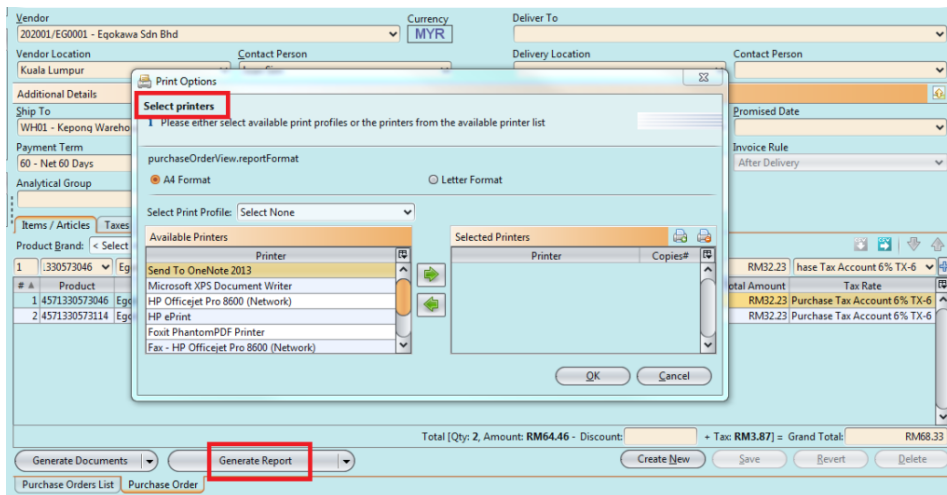 Vendor Currency Deliver To
202001/EG0001 - Eqokawa Sdn Bhd MYR
Vendor Location Contact Person Delivery Location Contact Person
Kuala Lumpur
Print Options
Additional Details
Select printers
Ship To Promised Date
1 Please either select available print profiles or the printers from the available printer list
WH01 - Kepong Wareho
Payment Term Invoice Rule
purchaseOrderView.reportFormat
60 - Net 60 Days After Delivery
A4 Format Letter Format
Analytical Group
Select Print Profile: Select None
Items / Articles Taxes
Available Printers Selected Printers
Product Brand: < Select
Printer Printer Copies#
1 .330573046 Eg RM32.23 hase Tax Account 6% TX-6
Send To OneNote 2013
# Product otal Amount Tax Rate
Microsoft XPS Document Writer
1 4571330573046 Ego RM32.23 Purchase Tax Account 6% TX-6
HP Officejet Pro 8600 (Network)
2 4571330573114 Ego RM32.23 Purchase Tax Account 6% TX-6
HP ePrint
Foxit PhantomPDF Printer
Fax - HP Officejet Pro 8600 (Network)
OK Cancel
Total [Qty: 2, Amount: RM64.46 - Discount: + Tax: RM3.87] = Grand Total: RM68.33
Generate Documents Generate Report Create New Save Revert Delete
Purchase Orders List Purchase Order